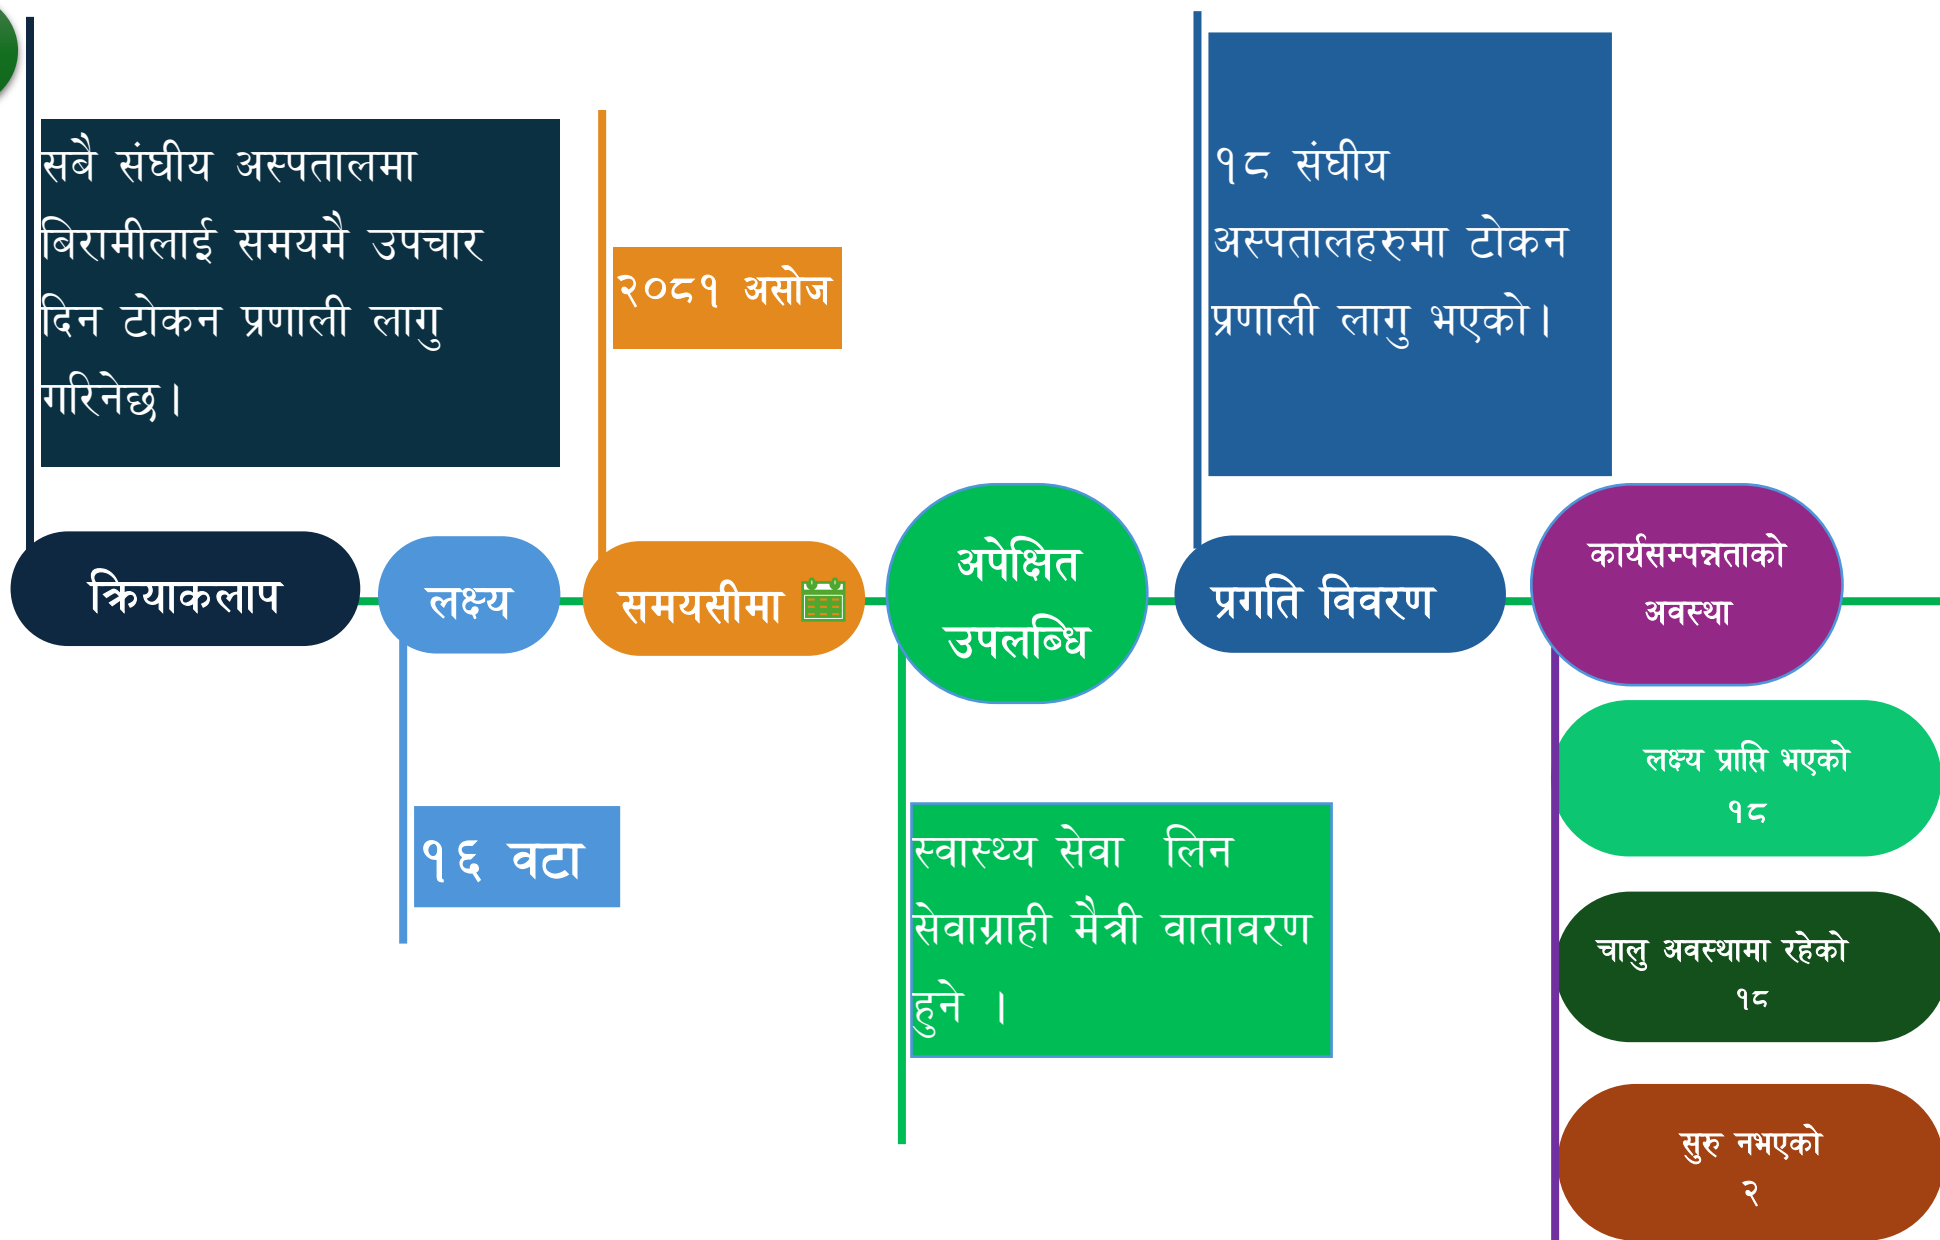 सबै संघीय अस्पतालमा
बिरामीलाई समयमै उपचार
दिन टोकन प्रणाली लागु
गरिनेछ।
२०८१ असोज
१८ संघीय
अस्पतालहरुमा टोकन
प्रणाली लागु भएको।
क्रियाकलाप
लक्ष्य
समयसीमा
अपेक्षित
उपलब्धि
प्रगति विवरण
कार्यसम्पन्नताको
अवस्था
१६ वटा
स्वास्थ्य सेवा लिन
सेवाग्राही मैत्री वातावरण
हुने ।
लक्ष्य प्राप्ति भएको
१८
चालु अवस्थामा रहेको
१८
सुरु नभएको
२